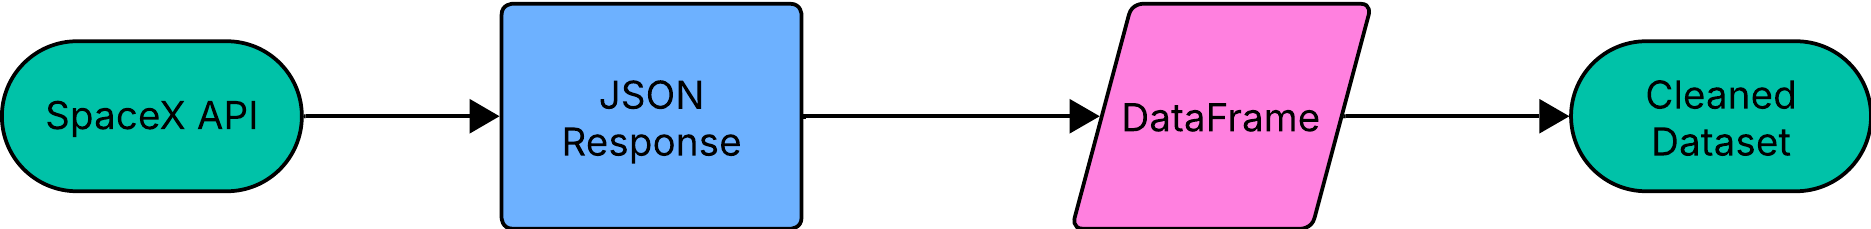 SpaceX API
JSON
Response
DataFrame
Cleaned
Dataset